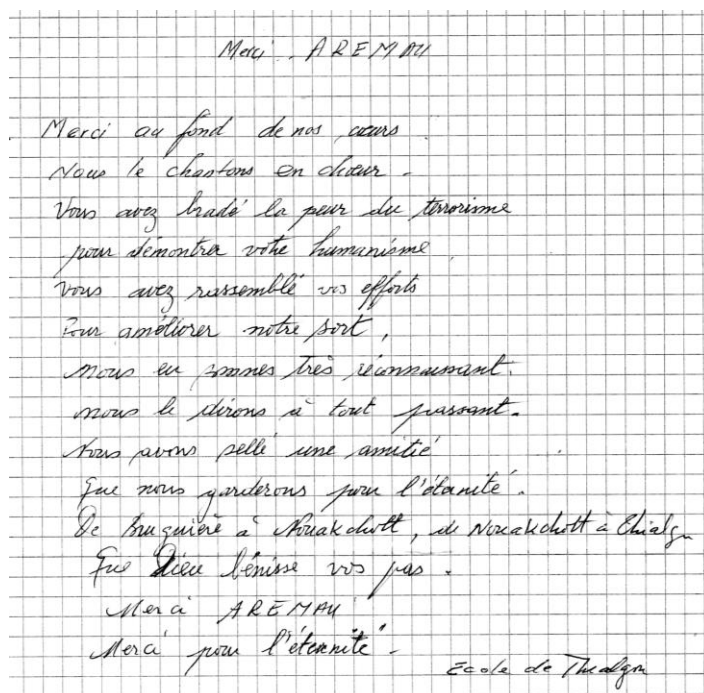 Merci AREMAU
Merci au fond de nos cœurs
Nous le chantons en chœur.
Vous avez bradé la peur du terrorisme
pour démontrer votre humanisme
vous avez rassemblé vos efforts
Pour améliorer notre sort,
nous en sommes très réconnaissant.
nous le dirons à tout passant.
Nous avons sellé une amitié
Que nous garderons pour l'éternité.
De Bruguière à Nouakchott, de Nouakchott à
Que Dieu bénisse vos pas.
Merci AREMAU
Merci pour l'éternité.
Ecole de